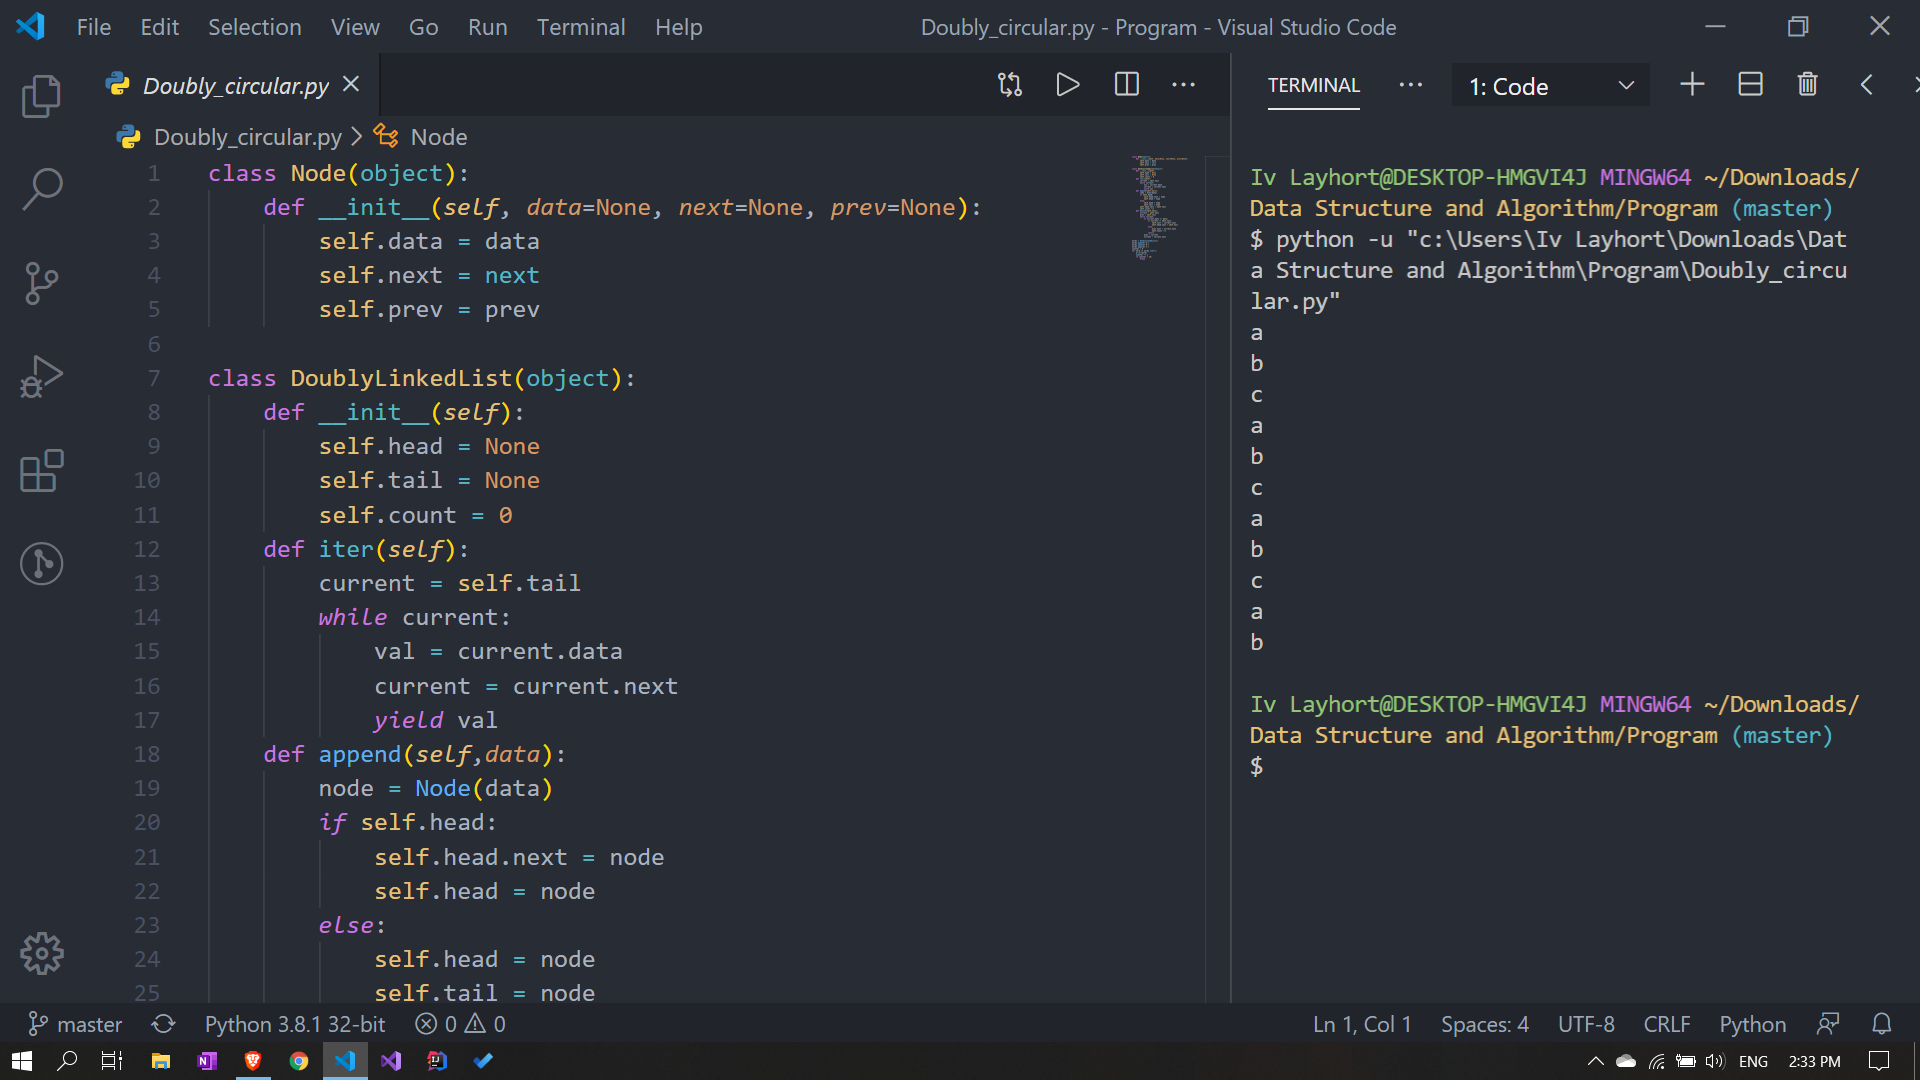 File Edit Selection View Go Run Terminal Help Doubly_circular.py - Program - Visual Studio Code
Doubly_circular.py
Doubly_circular.py > Node
1 class Node(object):
2     def __init__(self, data=None, next=None, prev=None):
3         self.data = data
4         self.next = next
5         self.prev = prev
6
7 class DoublyLinkedList(object):
8     def __init__(self):
9         self.head = None
10         self.tail = None
11         self.count = 0
12     def iter(self):
13         current = self.tail
14         while current:
15             val = current.data
16             current = current.next
17             yield val
18     def append(self,data):
19         node = Node(data)
20         if self.head:
21             self.head.next = node
22             self.head = node
23         else:
24             self.head = node
25             self.tail = node
TERMINAL 1: Code
Iv Layhort@DESKTOP-HMGVI4J MINGW64 ~/Downloads/
Data Structure and Algorithm/Program (master)
$ python -u "c:\Users\Iv Layhort\Downloads\Dat
a Structure and Algorithm\Program\Doubly_circu
lar.py"
a
b
c
a
b
c
a
b
c
a
b
Iv Layhort@DESKTOP-HMGVI4J MINGW64 ~/Downloads/
Data Structure and Algorithm/Program (master)
$
master Python 3.8.1 32-bit 0 0 Ln 1, Col 1 Spaces: 4 UTF-8 CRLF Python
ENG 2:33 PM